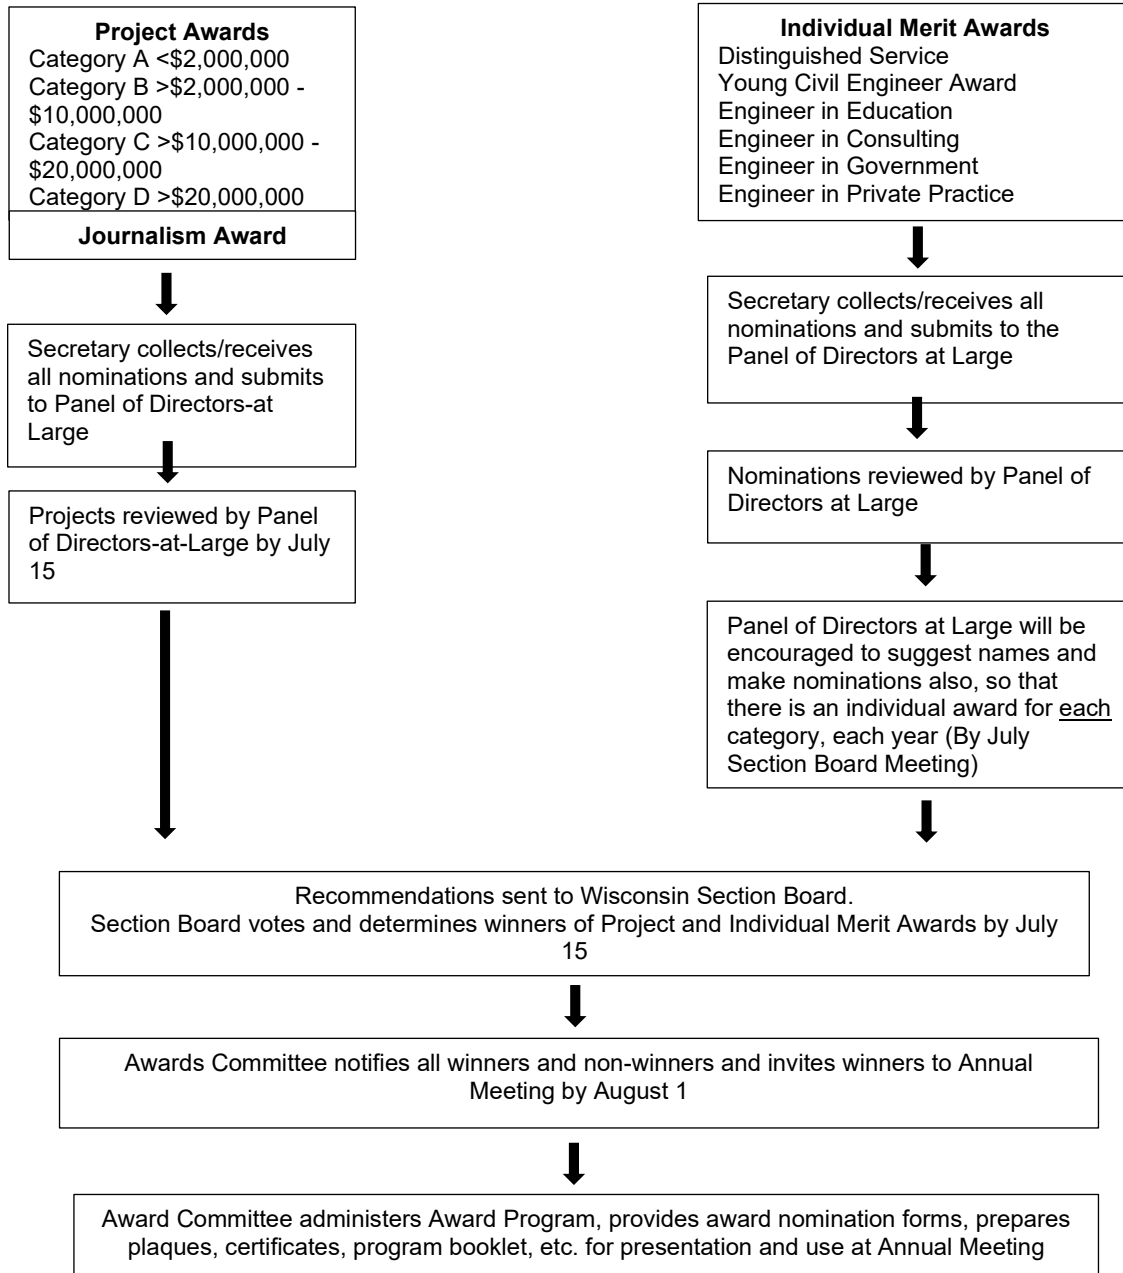 Project Awards
Category A <$2,000,000
Category B >$2,000,000 -
$10,000,000
Category C >$10,000,000 -
$20,000,000
Category D >$20,000,000
Journalism Award
Secretary collects/receives
all nominations and submits
to Panel of Directors-at
Large
Projects reviewed by Panel
of Directors-at-Large by July
15
Individual Merit Awards
Distinguished Service
Young Civil Engineer Award
Engineer in Education
Engineer in Consulting
Engineer in Government
Engineer in Private Practice
Secretary collects/receives all
nominations and submits to the
Panel of Directors at Large
Nominations reviewed by Panel of
Directors at Large
Panel of Directors at Large will be
encouraged to suggest names and
make nominations also, so that
there is an individual award for each
category, each year (By July
Section Board Meeting)
Recommendations sent to Wisconsin Section Board.
Section Board votes and determines winners of Project and Individual Merit Awards by July
15
Awards Committee notifies all winners and non-winners and invites winners to Annual
Meeting by August 1
Award Committee administers Award Program, provides award nomination forms, prepares
plaques, certificates, program booklet, etc. for presentation and use at Annual Meeting